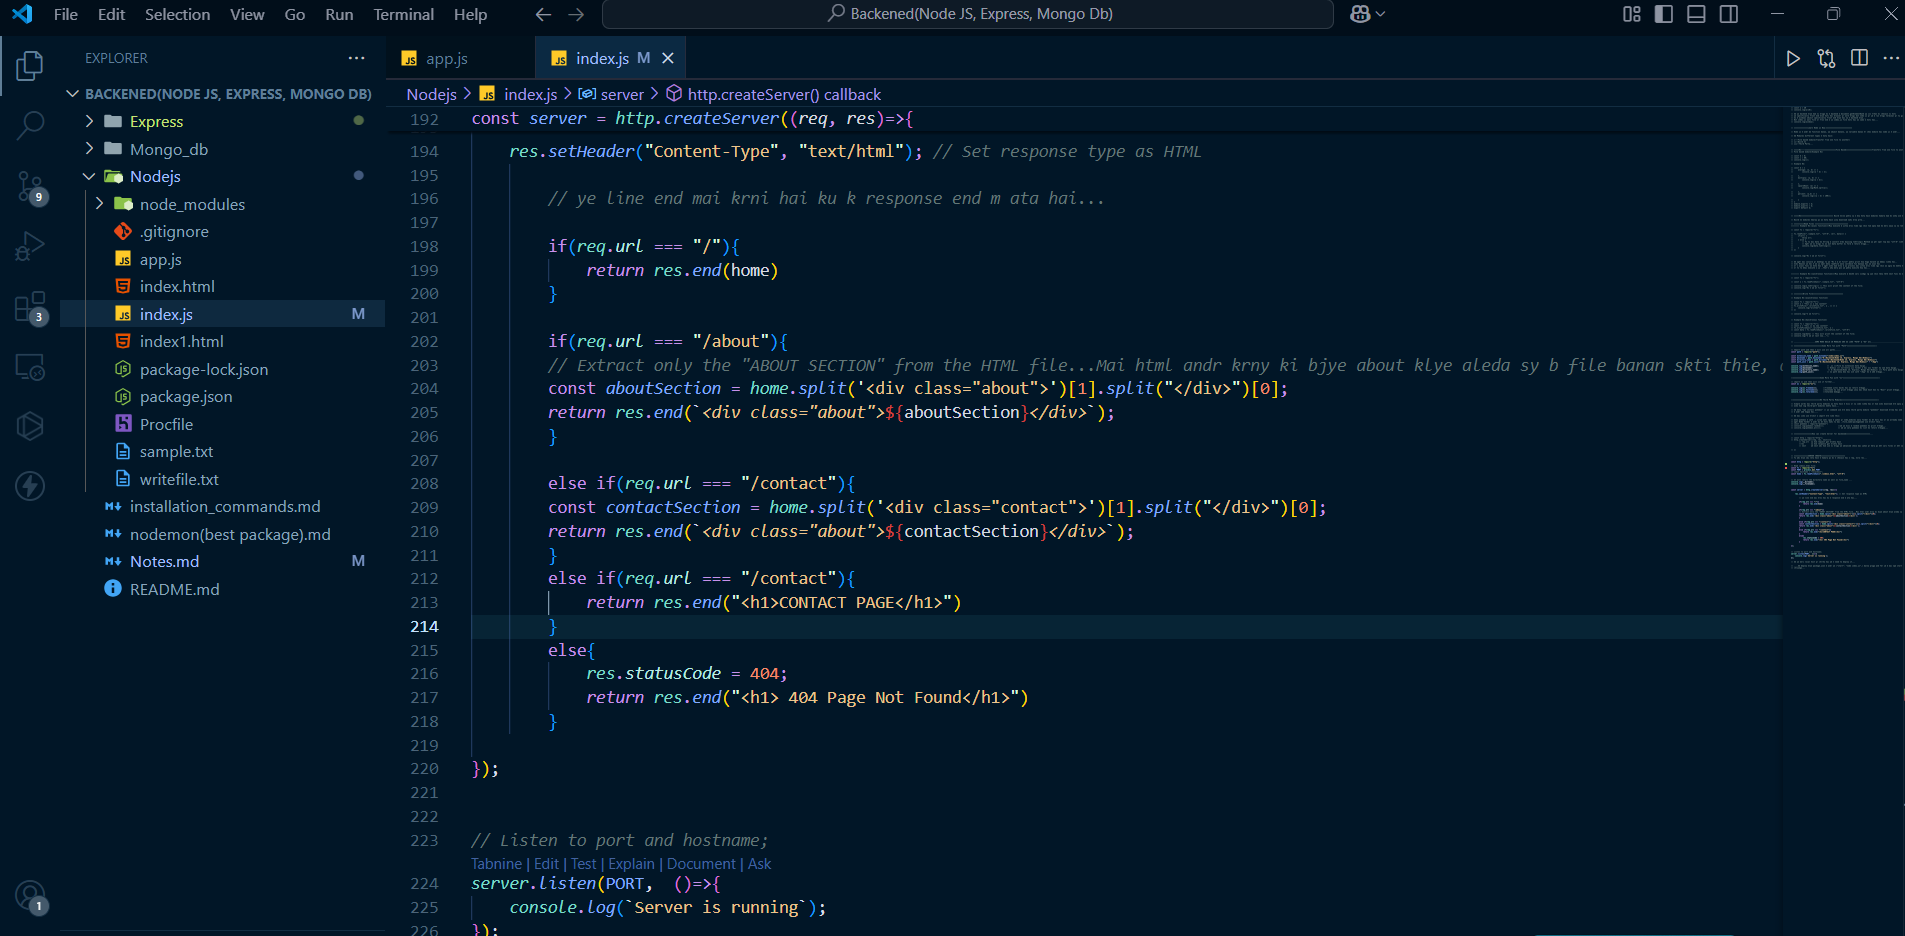 File Edit Selection View Go Run Terminal Help
Backened(Node JS, Express, Mongo Db)
EXPLORER
BACKENED(NODE JS, EXPRESS, MONGO DB)
Express
Mongo_db
Nodejs
node_modules
.gitignore
app.js
index.html
index.js M
index1.html
package-lock.json
package.json
Procfile
sample.txt
writefile.txt
installation_commands.md
nodemon(best package).md
Notes.md M
README.md
9
3
1
app.js
index.js M
Nodejs > index.js > server > http.createServer() callback
192 const server = http.createServer((req, res)=>{
194 res.setHeader("Content-Type", "text/html"); // Set response type as HTML
195
196 // ye line end mai krni hai ku k response end m ata hai...
197
198 if(req.url === "/"){
199 return res.end(home)
200 }
201
202 if(req.url === "/about"){
203 // Extract only the "ABOUT SECTION" from the HTML file...Mai html andr krny ki bjye about klye aleda sy b file banan skti thie,
204 const aboutSection = home.split('<div class="about">')[1].split("</div>")[0];
205 return res.end(`<div class="about">${aboutSection}</div>`);
206 }
207
208 else if(req.url === "/contact"){
209 const contactSection = home.split('<div class="contact">')[1].split("</div>")[0];
210 return res.end(`<div class="about">${contactSection}</div>`);
211 }
212 else if(req.url === "/contact"){
213 return res.end("<h1>CONTACT PAGE</h1>")
214 }
215 else{
216 res.statusCode = 404;
217 return res.end("<h1> 404 Page Not Found</h1>")
218 }
219
220 });
221
222
223 // Listen to port and hostname;
Tabnine | Edit | Test | Explain | Document | Ask
224 server.listen(PORT, ()=>{
225 console.log(`Server is running`);
226 });